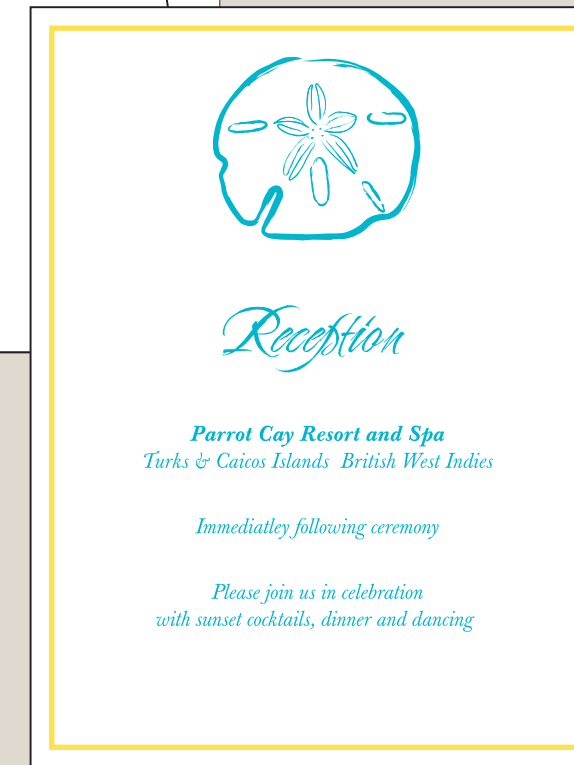 Reception
Parrot Cay Resort and Spa
Turks & Caicos Islands British West Indies
Immediatley following ceremony
Please join us in celebration
with sunset cocktails, dinner and dancing